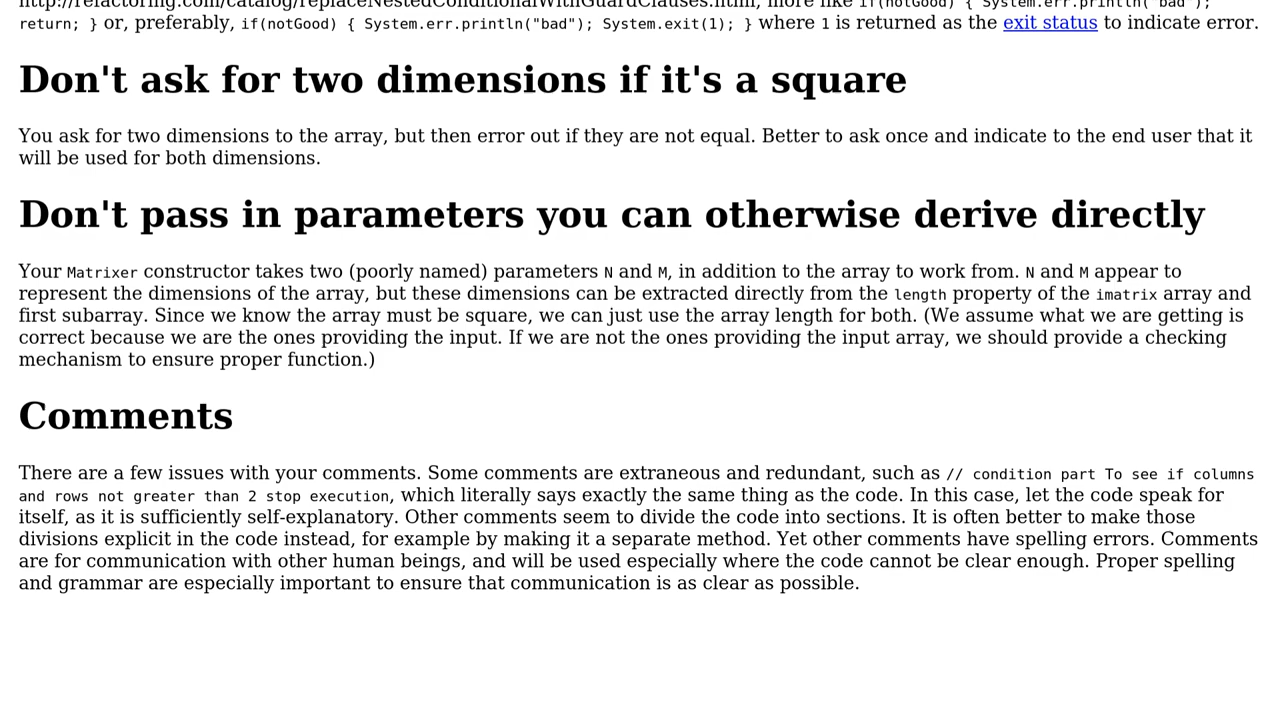 http://refactoring.com/catalog/replaceNestedConditionalWithGuardClauses.html, more like if(notGood) { System.err.println("bad");
return; } or, preferably, if(notGood) { System.err.println("bad"); System.exit(1); } where 1 is returned as the exit status to indicate error.
Don't ask for two dimensions if it's a square
You ask for two dimensions to the array, but then error out if they are not equal. Better to ask once and indicate to the end user that it
will be used for both dimensions.
Don't pass in parameters you can otherwise derive directly
Your Matrixer constructor takes two (poorly named) parameters N and M, in addition to the array to work from. N and M appear to
represent the dimensions of the array, but these dimensions can be extracted directly from the length property of the imatrix array and
first subarray. Since we know the array must be square, we can just use the array length for both. (We assume what we are getting is
correct because we are the ones providing the input. If we are not the ones providing the input array, we should provide a checking
mechanism to ensure proper function.)
Comments
There are a few issues with your comments. Some comments are extraneous and redundant, such as // condition part To see if columns
and rows not greater than 2 stop execution, which literally says exactly the same thing as the code. In this case, let the code speak for
itself, as it is sufficiently self-explanatory. Other comments seem to divide the code into sections. It is often better to make those
divisions explicit in the code instead, for example by making it a separate method. Yet other comments have spelling errors. Comments
are for communication with other human beings, and will be used especially where the code cannot be clear enough. Proper spelling
and grammar are especially important to ensure that communication is as clear as possible.